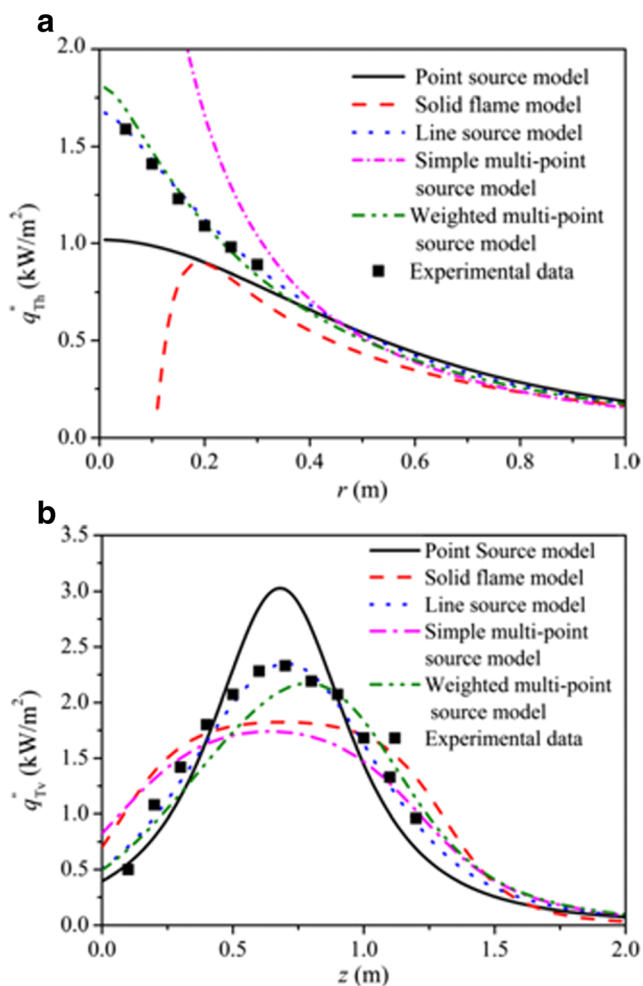 a
2.0
1.5
1.0
0.5
0.0
q"Th (kW/m2)
Point source model
Solid flame model
Line source model
Simple multi-point
source model
Weighted multi-point
source model
Experimental data
0.0 0.2 0.4 0.6 0.8 1.0
r (m)
b
3.5
3.0
2.5
2.0
1.5
1.0
0.5
0.0
q"Tv (kW/m2)
Point Source model
Solid flame model
Line source model
Simple multi-point
source model
Weighted multi-point
source model
Experimental data
0.0 0.5 1.0 1.5 2.0
z (m)